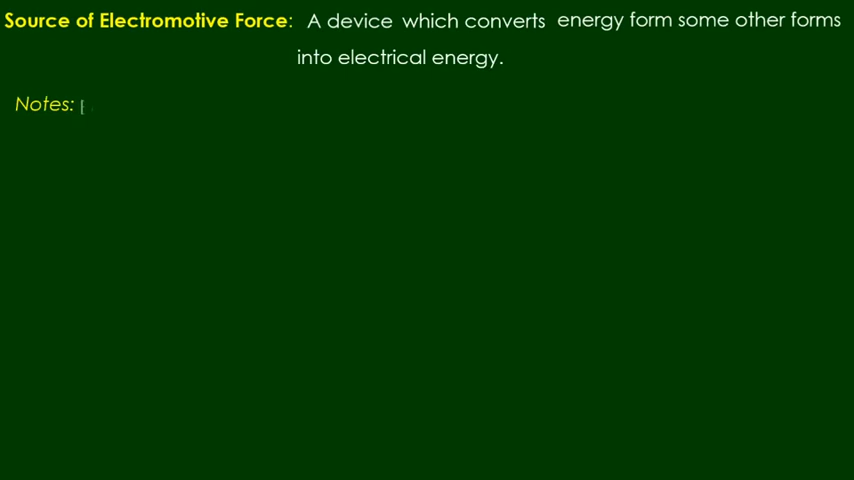 Source of Electromotive Force: A device which converts energy form some other forms
into electrical energy.
Notes: [